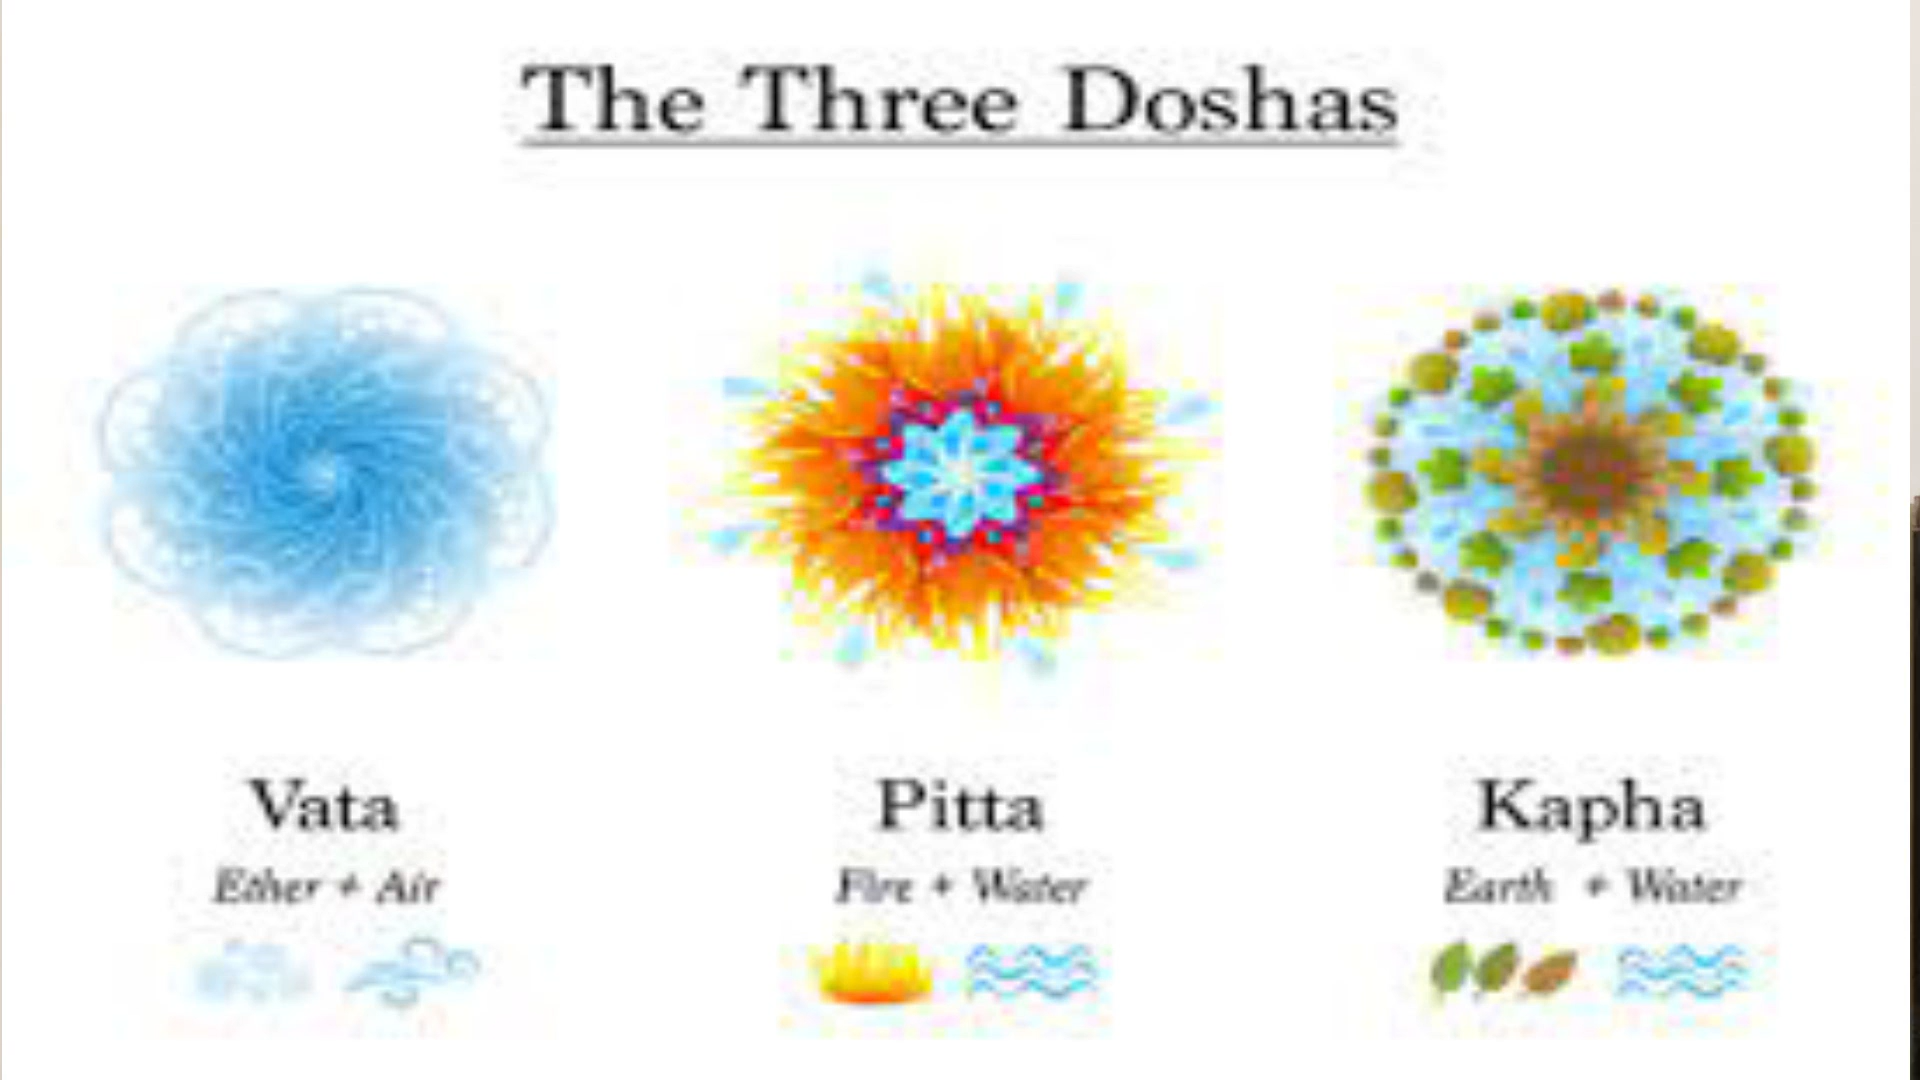 The Three Doshas
Vata
Pitta
Kapha
Ether + Air
Fire + Water
Earth + Water